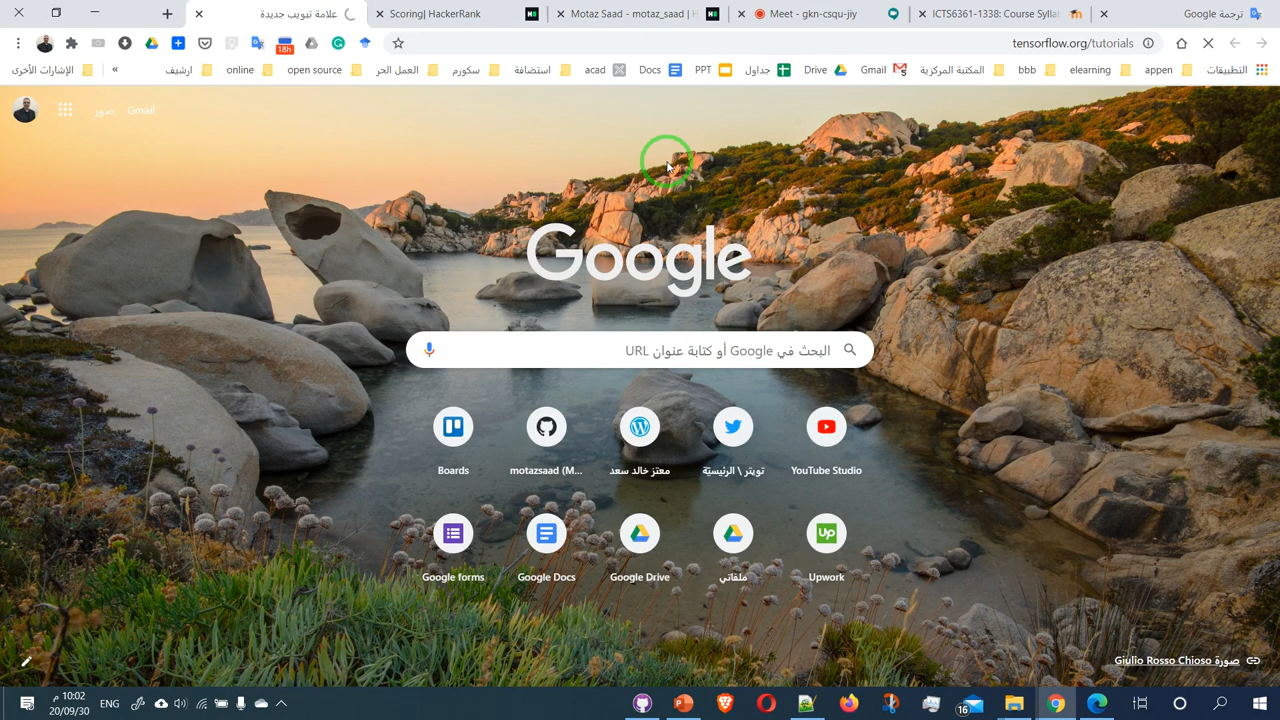 ترجمة Google
ICTS6361-1338: Course Syll
Meet - gkn-csqu-jiy
Motaz Saad - motaz_saad | H
Scoring| HackerRank
علامة تبويب جديدة
tensorflow.org/tutorials
18h
التطبيقات
appen
elearning
bbb
المكتبة المركزية
Gmail
Drive
جداول
PPT
Docs
acad
استضافة
سكورم
العمل الحر
open source
online
ارشيف
»
الإشارات الأخرى
Gmail
صور
Google
البحث في Google أو كتابة عنوان URL
YouTube Studio
تويتر \ الرئيسيّة
معتز خالد سعد
motazsaad (M...
Boards
Upwork
ملفاتي
Google Drive
Google Docs
Google forms
صورة Giulio Rosso Chioso
16
ENG
10:02 م
20/09/30